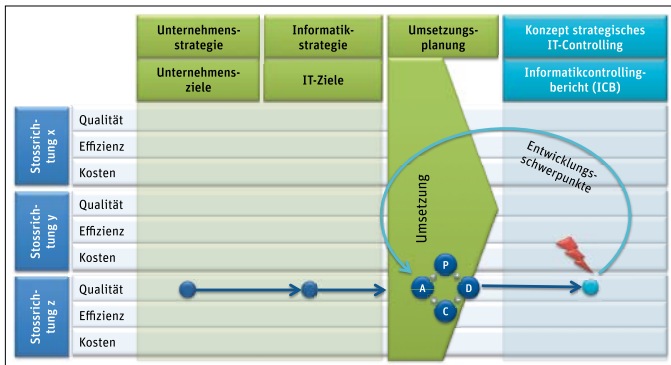 Unternehmens-
strategie
Informatik-
strategie
Umsetzungs-
planung
Konzept strategisches
IT-Controlling
Unternehmens-
ziele
IT-Ziele
Informatikcontrolling-
bericht (ICB)
Stossrich-
tung x
Qualität
Effizienz
Kosten
Stossrich-
tung y
Qualität
Effizienz
Kosten
Stossrich-
tung z
Qualität
Effizienz
Kosten
Umsetzung
Entwicklungs-
schwerpunkte
P
A
D
C